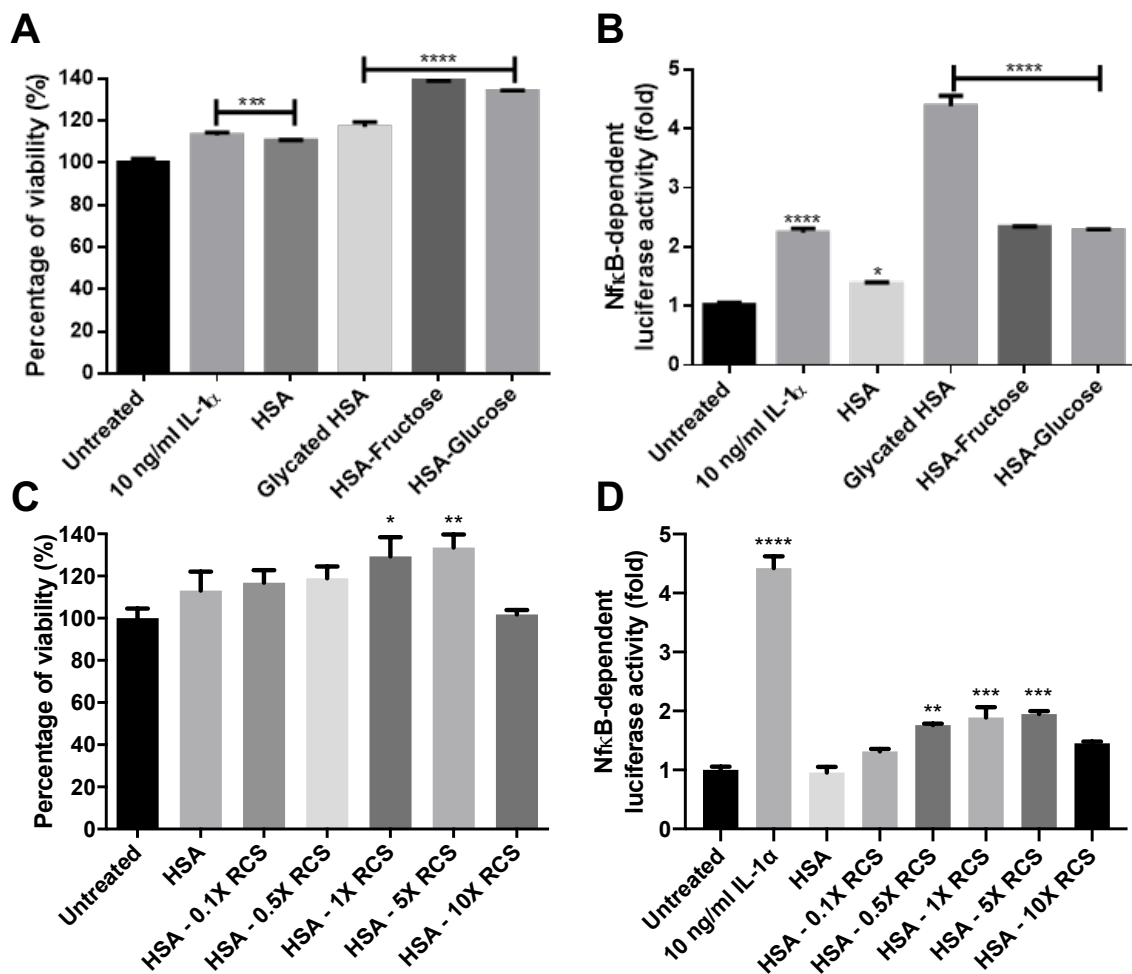 A
Percentage of viability (%)
140
120
100
80
60
40
20
0
***
****
Untreated
10 ng/ml IL-1α
HSA
Glycated HSA
HSA-Fructose
HSA-Glucose
B
NfκB-dependent
luciferase activity (fold)
5
4
3
2
1
0
****
*
****
Untreated
10 ng/ml IL-1α
HSA
Glycated HSA
HSA-Fructose
HSA-Glucose
C
Percentage of viability (%)
140
120
100
80
60
40
20
0
*
**
Untreated
HSA
HSA - 0.1X RCS
HSA - 0.5X RCS
HSA - 1X RCS
HSA - 5X RCS
HSA - 10X RCS
D
NfκB-dependent
luciferase activity (fold)
5
4
3
2
1
0
****
**
***
***
Untreated
10 ng/ml IL-1α
HSA
HSA - 0.1X RCS
HSA - 0.5X RCS
HSA - 1X RCS
HSA - 5X RCS
HSA - 10X RCS